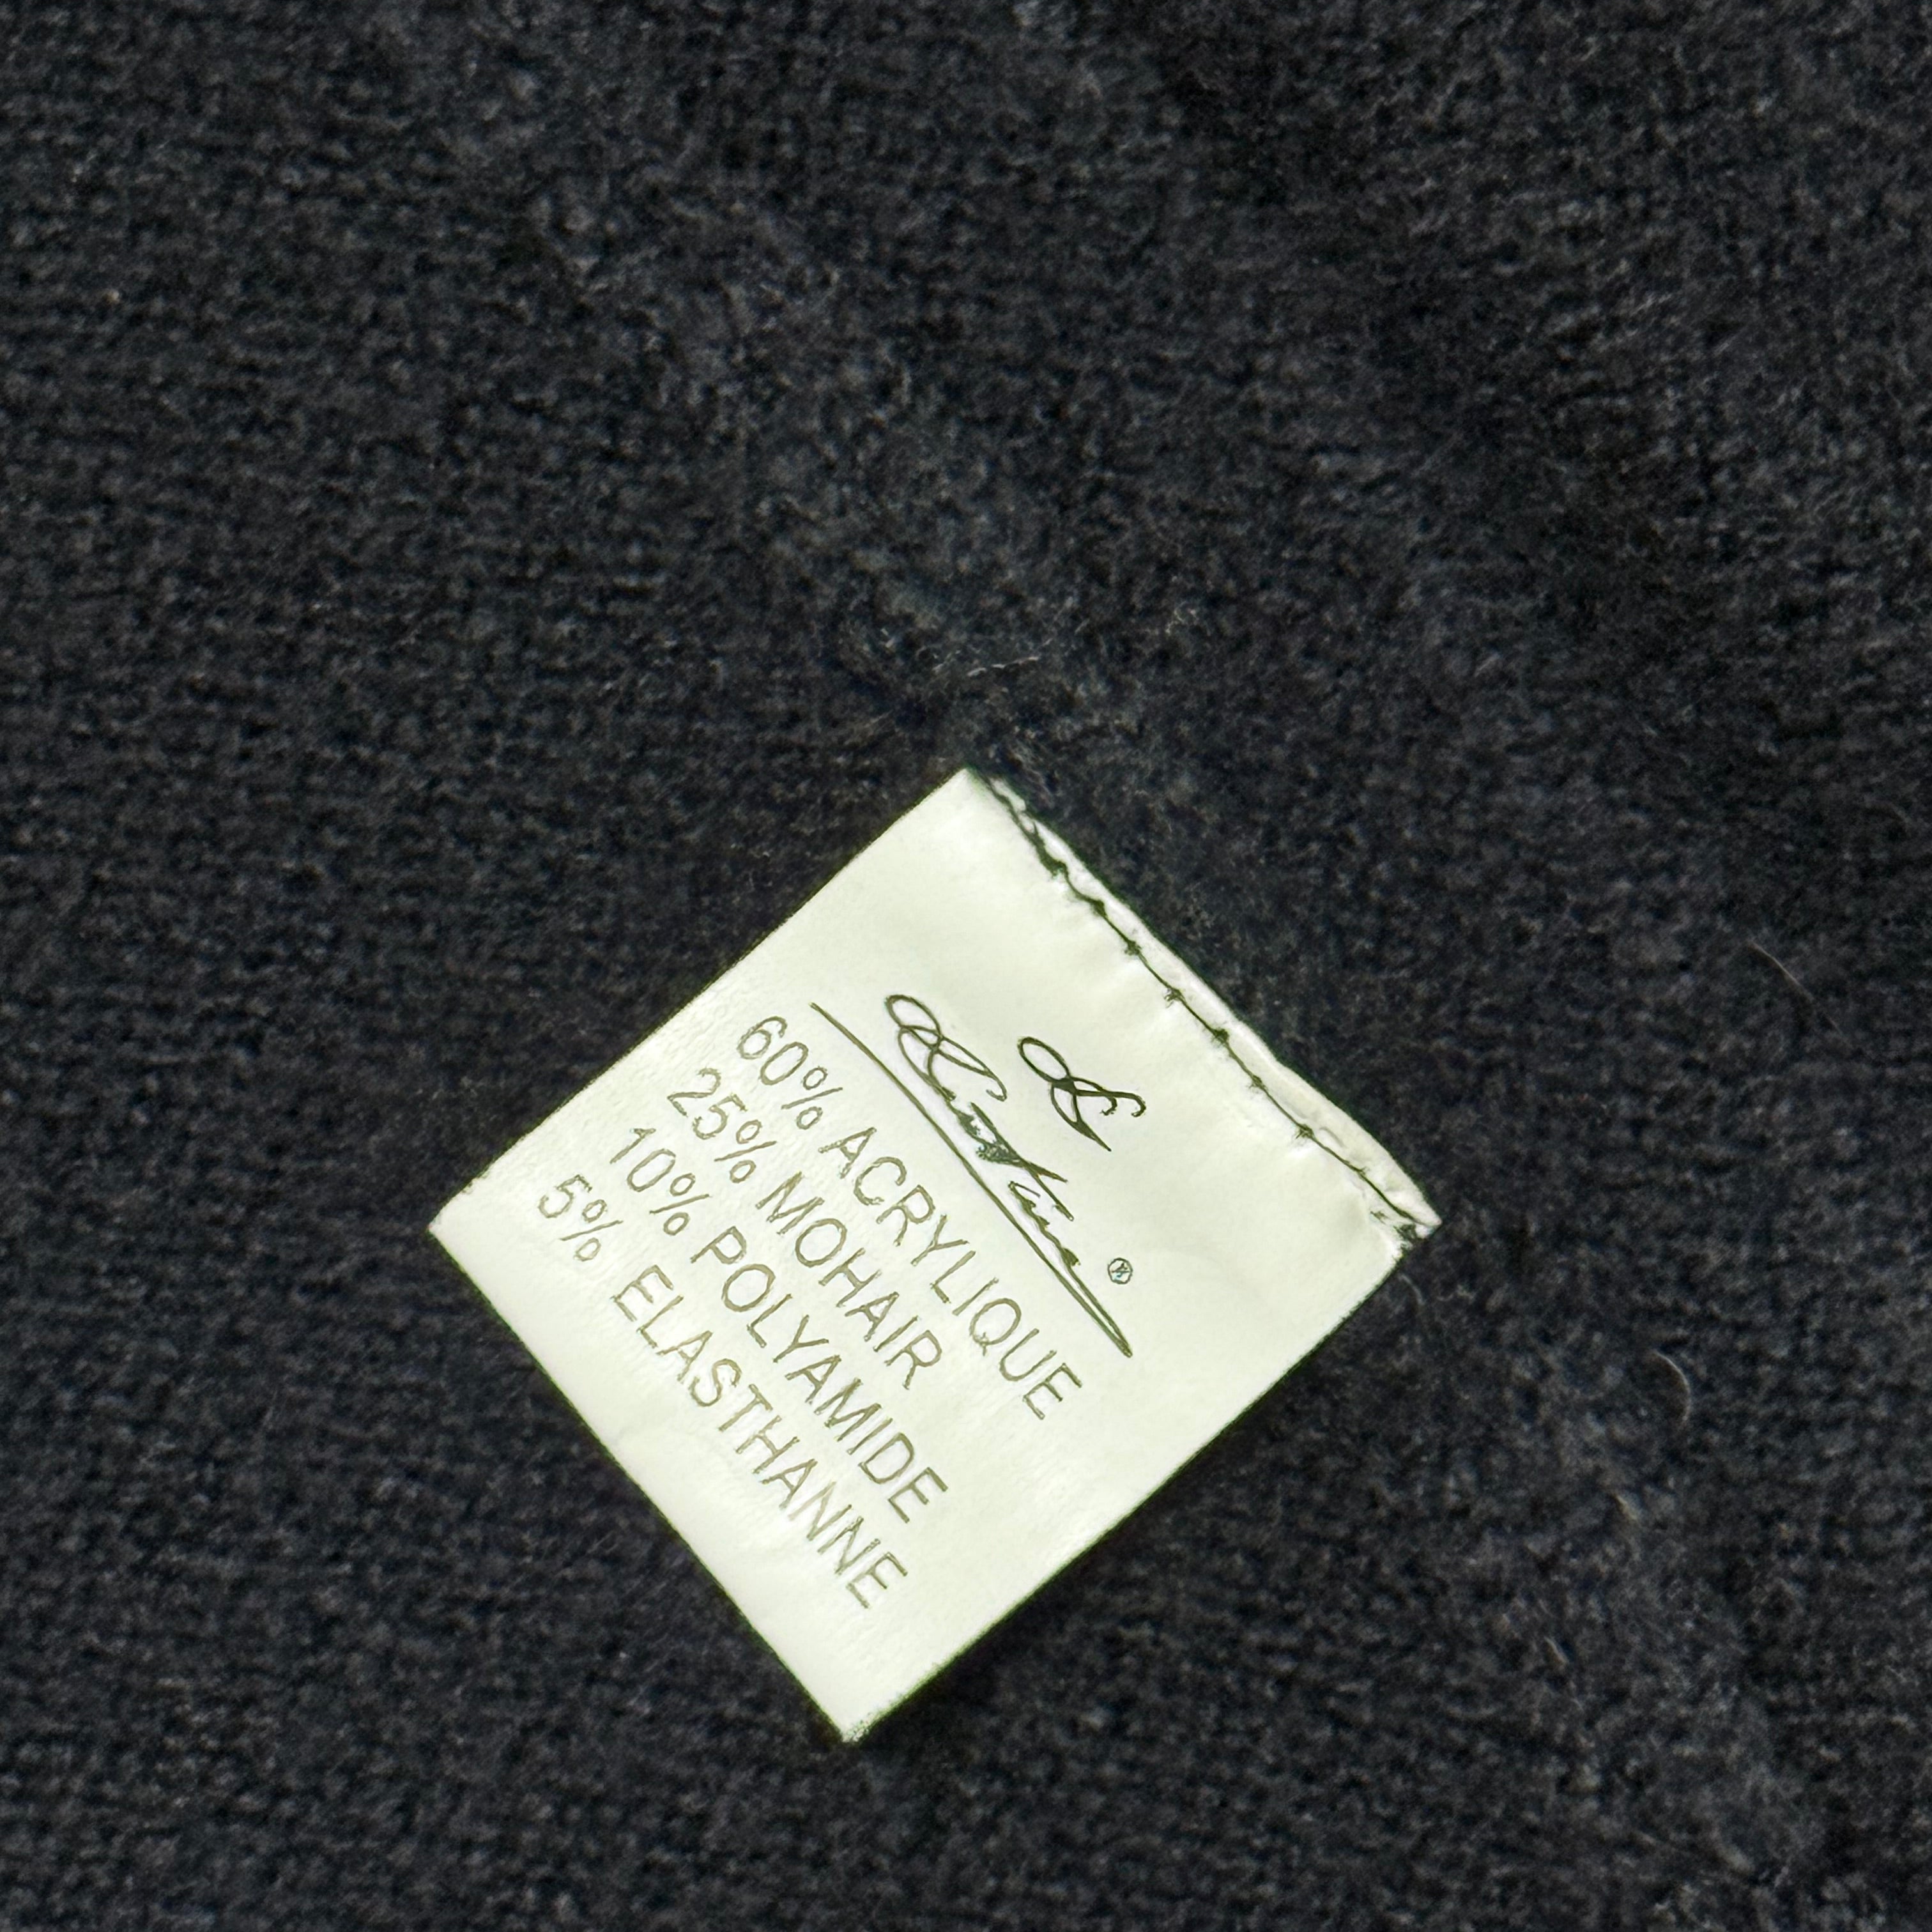 60% ACRYLIQUE
25% MOHAIR
10% POLYAMIDE
5% ELASTHANNE